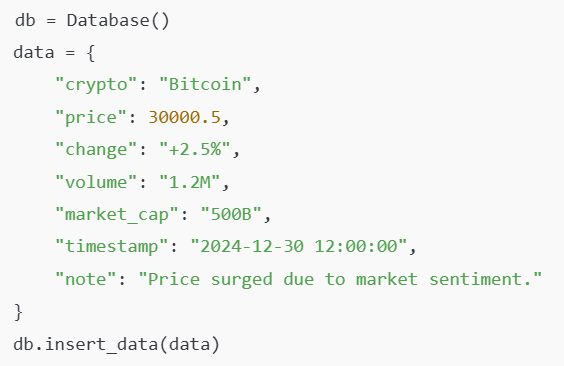 db = Database()
data = {
    "crypto": "Bitcoin",
    "price": 30000.5,
    "change": "+2.5%",
    "volume": "1.2M",
    "market_cap": "500B",
    "timestamp": "2024-12-30 12:00:00",
    "note": "Price surged due to market sentiment."
}
db.insert_data(data)